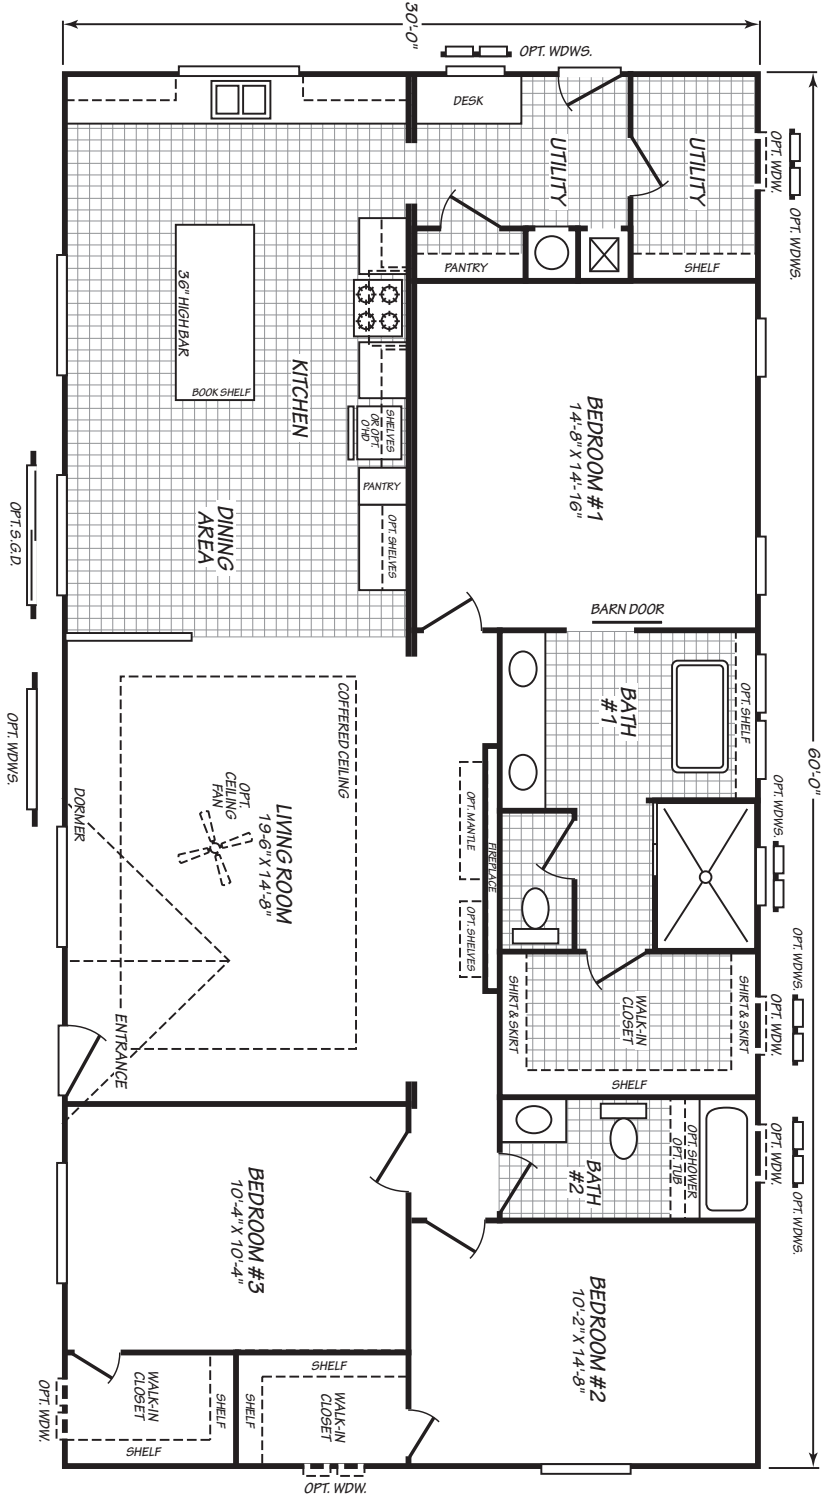 30'-0"
OPT. WDWS.
DESK
UTILITY
UTILITY
OPT. WDW.
OPT. WDWS.
PANTRY
SHELF
36" HIGH BAR
BOOK SHELF
KITCHEN
SHELVES
OR OPT.
O'HD
PANTRY
OPT. SHELVES
BEDROOM #1
14'-8" X 14'-16"
DINING
AREA
OPT. S.G.D.
BARN DOOR
BATH
#1
OPT. SHELF
60'-0"
OPT. WDWS.
COFFERED CEILING
OPT.
CEILING
FAN
LIVING ROOM
19-6" X 14'-8"
DORMER
OPT. MANTLE
FIREPLACE
OPT. SHELVES
OPT. WDWS.
OPT. WDWS.
SHIRT & SKIRT
WALK-IN
CLOSET
SHIRT & SKIRT
OPT. WDW.
SHELF
ENTRANCE
BATH
#2
OPT. SHOWER
OPT. TUB
OPT. WDW.
OPT. WDWS.
BEDROOM #3
10'-4" X 10'-4"
BEDROOM #2
10'-2" X 14'-8"
WALK-IN
CLOSET
SHELF
SHELF
OPT. WDW.
SHELF
SHELF
WALK-IN
CLOSET
OPT. WDW.